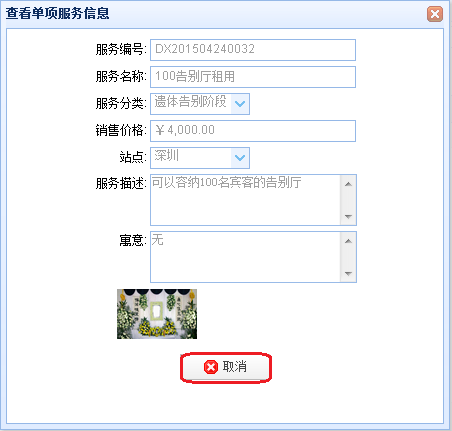 查看单项服务信息
服务编号: DX201504240032
服务名称: 100告别厅租用
服务分类: 遗体告别阶段
销售价格: ￥4,000.00
站点: 深圳
服务描述: 可以容纳100名宾客的告别厅
寓意: 无
取消